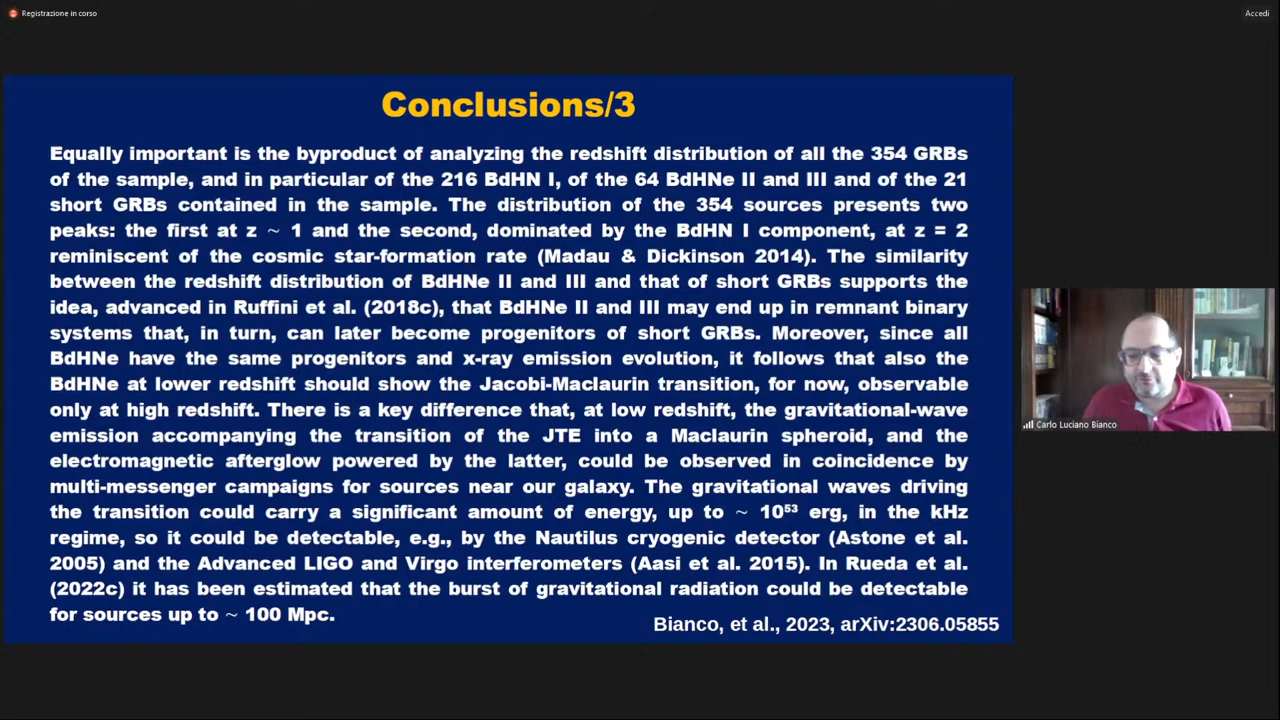 Registrazione in corso
Accedi
Conclusions/3
Equally important is the byproduct of analyzing the redshift distribution of all the 354 GRBs
of the sample, and in particular of the 216 BdHN I, of the 64 BdHNe II and III and of the 21
short GRBs contained in the sample. The distribution of the 354 sources presents two
peaks: the first at z ~ 1 and the second, dominated by the BdHN I component, at z = 2
reminiscent of the cosmic star-formation rate (Madau & Dickinson 2014). The similarity
between the redshift distribution of BdHNe II and III and that of short GRBs supports the
idea, advanced in Ruffini et al. (2018c), that BdHNe II and III may end up in remnant binary
systems that, in turn, can later become progenitors of short GRBs. Moreover, since all
BdHNe have the same progenitors and x-ray emission evolution, it follows that also the
BdHNe at lower redshift should show the Jacobi-Maclaurin transition, for now, observable
only at high redshift. There is a key difference that, at low redshift, the gravitational-wave
emission accompanying the transition of the JTE into a Maclaurin spheroid, and the
electromagnetic afterglow powered by the latter, could be observed in coincidence by
multi-messenger campaigns for sources near our galaxy. The gravitational waves driving
the transition could carry a significant amount of energy, up to ~ 10⁵³ erg, in the kHz
regime, so it could be detectable, e.g., by the Nautilus cryogenic detector (Astone et al.
2005) and the Advanced LIGO and Virgo interferometers (Aasi et al. 2015). In Rueda et al.
(2022c) it has been estimated that the burst of gravitational radiation could be detectable
for sources up to ~ 100 Mpc.
Bianco, et al., 2023, arXiv:2306.05855
Carlo Luciano Bianco